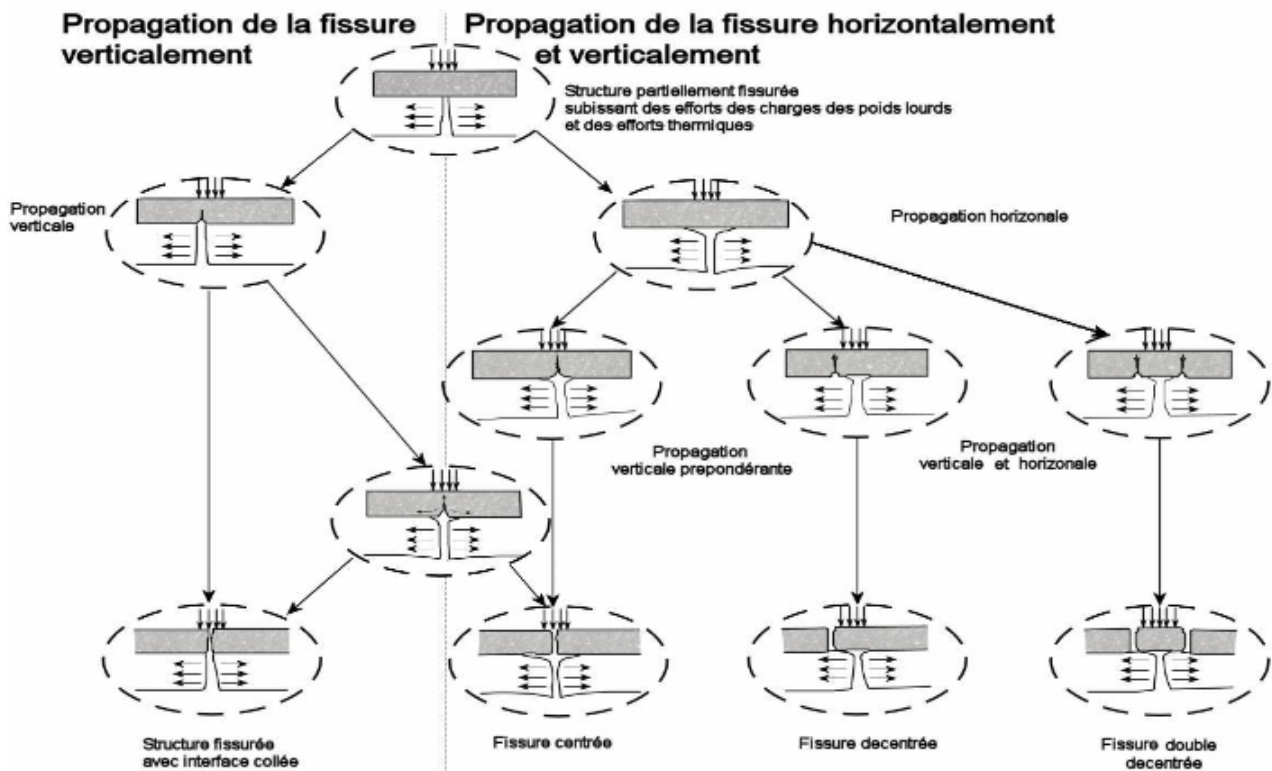 Propagation de la fissure
verticalement
Propagation de la fissure horizontalement
et verticalement
Structure partiellement fissurée
subissant des efforts des charges des poids lourds
et des efforts thermiques
Propagation
verticale
Propagation horizonale
Propagation
verticale prepondérante
Propagation
verticale et horizonale
Structure fissurée
avec interface collée
Fissure centrée
Fissure decentrée
Fissure double
decentrée